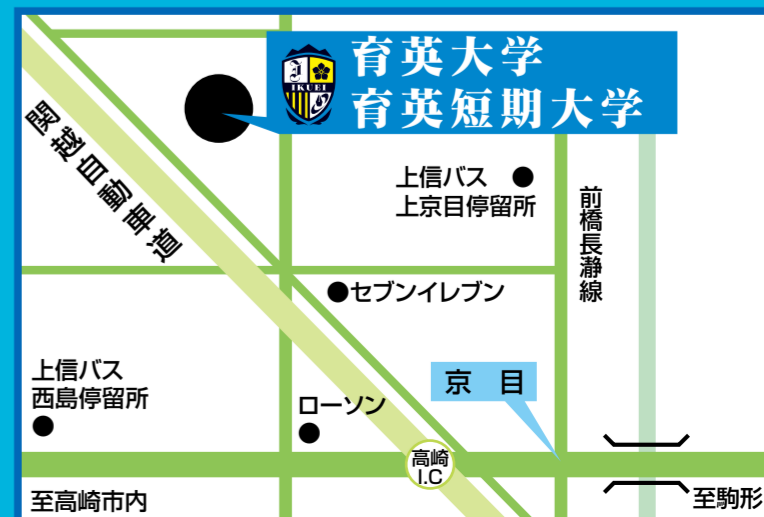 育英大学
育英短期大学
IKUEI
関越自動車道
上信バス
上京目停留所
前橋長瀞線
セブンイレブン
上信バス
西島停留所
ローソン
京 目
高崎
I.C
至高崎市内
至駒形